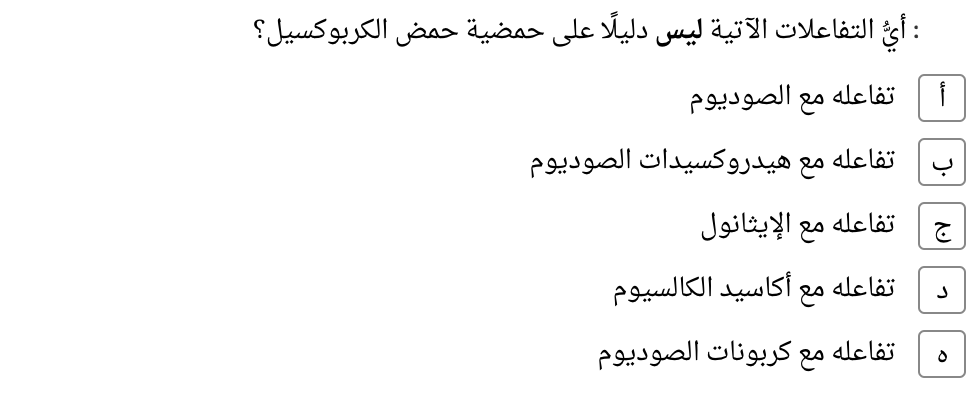 : أيُّ التفاعلات الآتية ليس دليلًا على حمضية حمض الكربوكسيل؟
أ تفاعله مع الصوديوم
ب تفاعله مع هيدروكسيدات الصوديوم
ج تفاعله مع الإيثانول
د تفاعله مع أكاسيد الكالسيوم
ه تفاعله مع كربونات الصوديوم